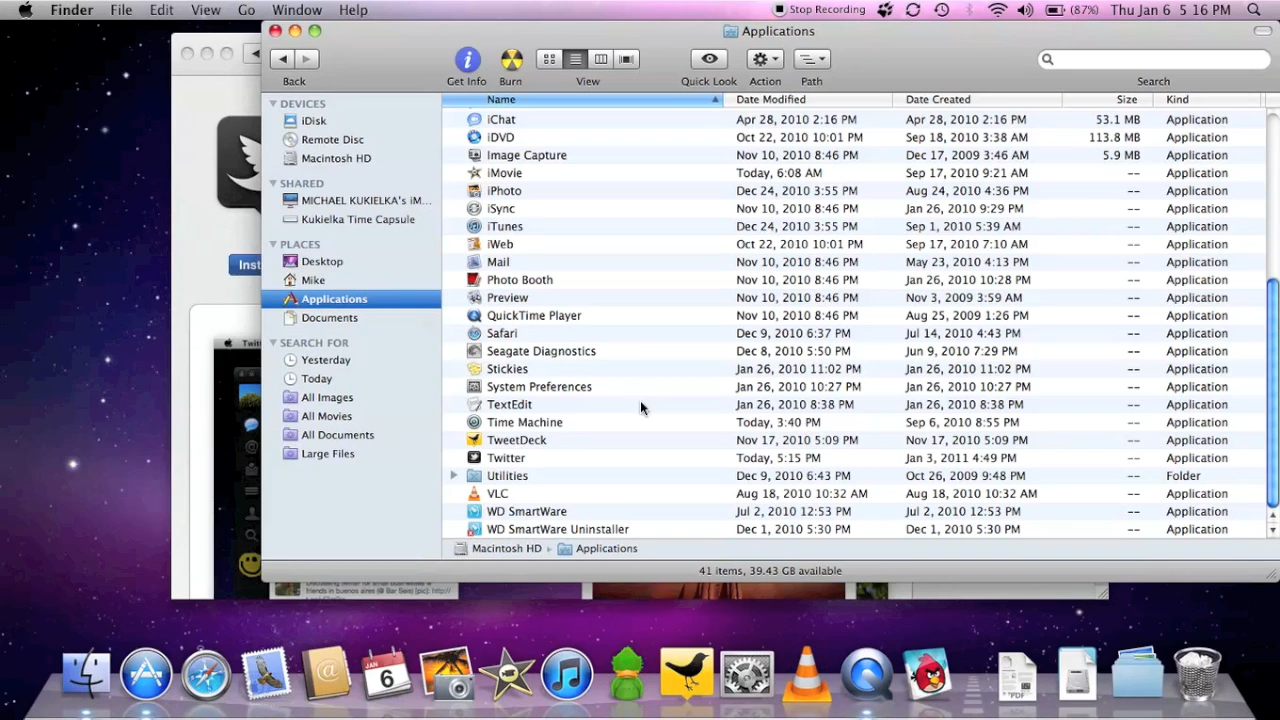 Finder File Edit View Go Window Help Stop Recording (87%) Thu Jan 6 5:16 PM
Applications
Back Get Info Burn View Quick Look Action Path Search
Name Date Modified Date Created Size Kind
DEVICES
iDisk
Remote Disc
Macintosh HD
SHARED
MICHAEL KUKIELKA's iM...
Kukielka Time Capsule
PLACES
Desktop
Mike
Applications
Documents
SEARCH FOR
Yesterday
Today
All Images
All Movies
All Documents
Large Files
iChat Apr 28, 2010 2:16 PM Apr 28, 2010 2:16 PM 53.1 MB Application
iDVD Oct 22, 2010 10:01 PM Sep 18, 2010 3:38 AM 113.8 MB Application
Image Capture Nov 10, 2010 8:46 PM Dec 17, 2009 3:46 AM 5.9 MB Application
iMovie Today, 6:08 AM Sep 17, 2010 9:21 AM -- Application
iPhoto Dec 24, 2010 3:55 PM Aug 24, 2010 4:36 PM -- Application
iSync Nov 10, 2010 8:46 PM Jan 26, 2010 9:29 PM -- Application
iTunes Dec 24, 2010 3:55 PM Sep 1, 2010 5:39 AM -- Application
iWeb Oct 22, 2010 10:01 PM Sep 17, 2010 7:10 AM -- Application
Mail Nov 10, 2010 8:46 PM May 23, 2010 4:13 PM -- Application
Photo Booth Nov 10, 2010 8:46 PM Jan 26, 2010 10:28 PM -- Application
Preview Nov 10, 2010 8:46 PM Nov 3, 2009 3:59 AM -- Application
QuickTime Player Nov 10, 2010 8:46 PM Aug 25, 2009 1:26 PM -- Application
Safari Dec 9, 2010 6:37 PM Jul 14, 2010 4:43 PM -- Application
Seagate Diagnostics Dec 8, 2010 5:50 PM Jun 9, 2010 7:29 PM -- Application
Stickies Jan 26, 2010 11:02 PM Jan 26, 2010 11:02 PM -- Application
System Preferences Jan 26, 2010 10:27 PM Jan 26, 2010 10:27 PM -- Application
TextEdit Jan 26, 2010 8:38 PM Jan 26, 2010 8:38 PM -- Application
Time Machine Today, 3:40 PM Sep 6, 2010 8:55 PM -- Application
TweetDeck Nov 17, 2010 5:09 PM Nov 17, 2010 5:09 PM -- Application
Twitter Today, 5:15 PM Jan 3, 2011 4:49 PM -- Application
Utilities Dec 9, 2010 6:43 PM Oct 26, 2009 9:48 PM -- Folder
VLC Aug 18, 2010 10:32 AM Aug 18, 2010 10:32 AM -- Application
WD SmartWare Jul 2, 2010 12:53 PM Jul 2, 2010 12:53 PM -- Application
WD SmartWare Uninstaller Dec 1, 2010 5:30 PM Dec 1, 2010 5:30 PM -- Application
Macintosh HD Applications
41 items, 39.43 GB available
Inst
Twitt
friends in buenos aires (@ Bar Seis) [pic]: http://
JAN
6
PDF